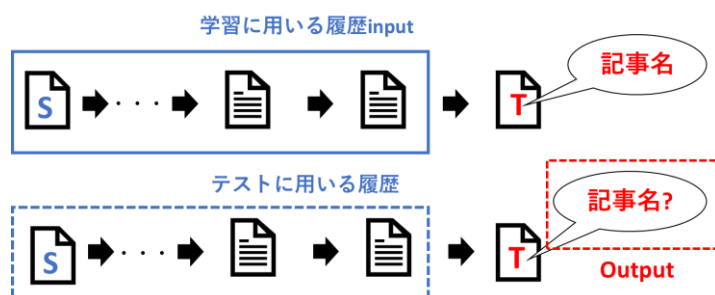 学習に用いる履歴input
S
・・・
T
記事名
テストに用いる履歴
S
・・・
T
記事名?
Output